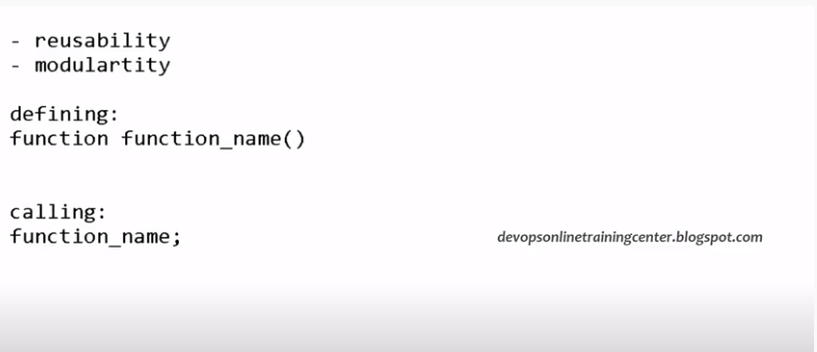 - reusability
- modulartity
defining:
function function_name()
calling:
function_name;
devopsonlinetrainingcenter.blogspot.com